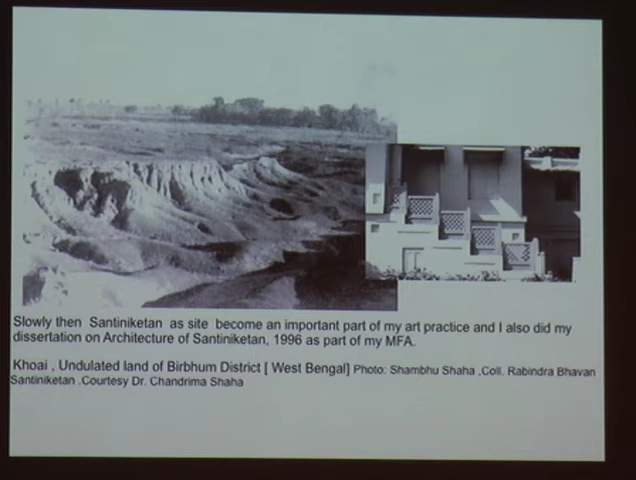 Slowly then Santiniketan as site become an important part of my art practice and I also did my
dissertation on Architecture of Santiniketan, 1996 as part of my MFA.
Khoai , Undulated land of Birbhum District [ West Bengal] Photo: Shambhu Shaha ,Coll. Rabindra Bhavan
Santiniketan .Courtesy Dr. Chandrima Shaha